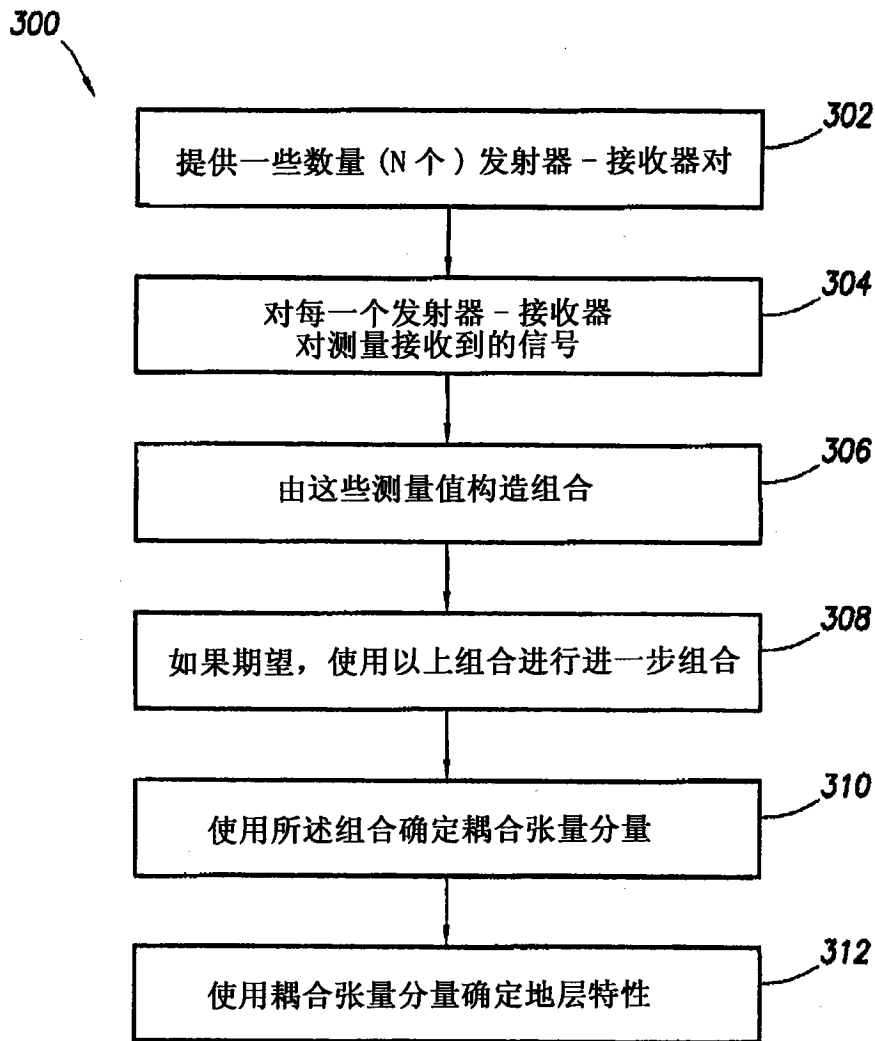 300
302
提供一些数量(N个)发射器-接收器对
304
对每一个发射器-接收器
对测量接收到的信号
306
由这些测量值构造组合
308
如果期望，使用以上组合进行进一步组合
310
使用所述组合确定耦合张量分量
312
使用耦合张量分量确定地层特性